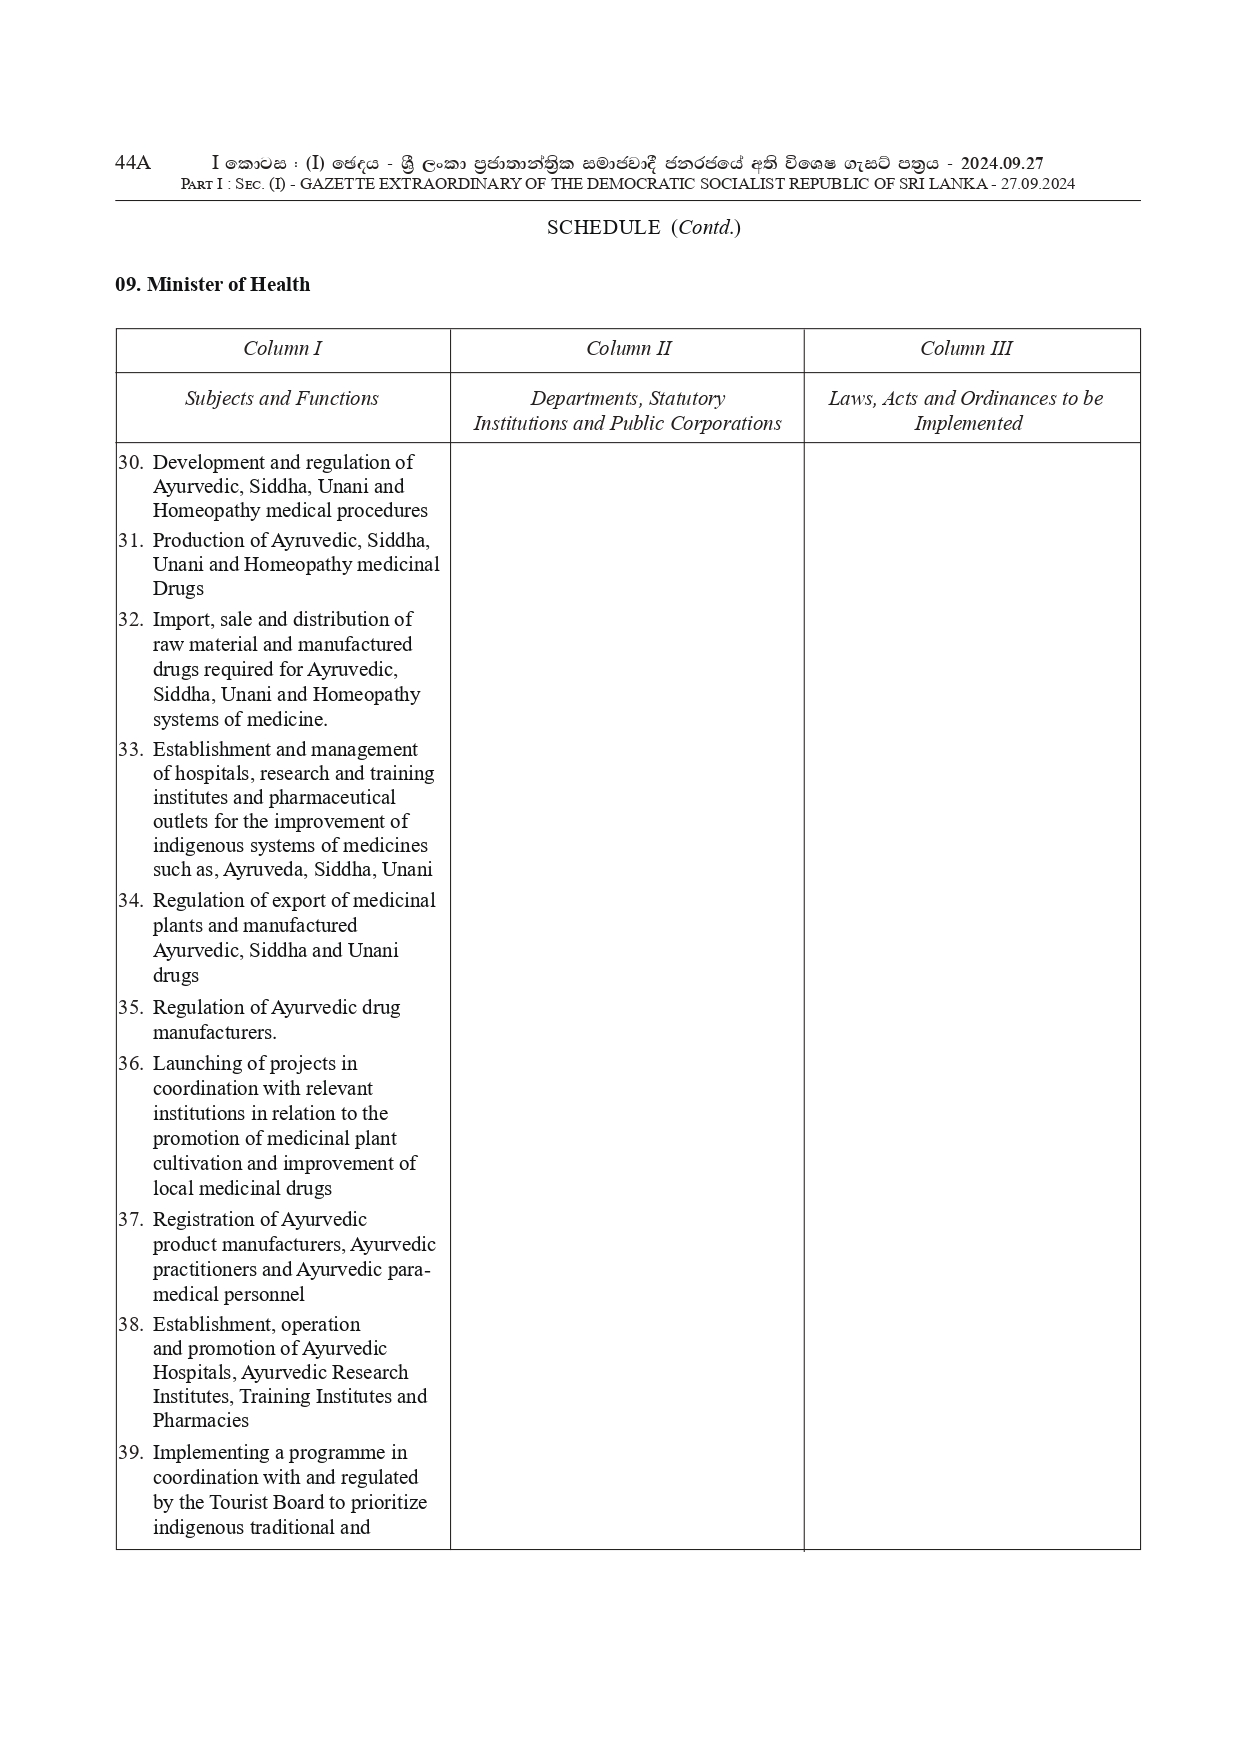 44A I කොටස : (I) ඡෙදය - ශ්‍රී ලංකා ප්‍රජාතාන්ත්‍රික සමාජවාදී ජනරජයේ අති විශෙෂ ගැසට් පත්‍රය - 2024.09.27
PART I : SEC. (I) - GAZETTE EXTRAORDINARY OF THE DEMOCRATIC SOCIALIST REPUBLIC OF SRI LANKA - 27.09.2024
SCHEDULE (Contd.)
09. Minister of Health
Column I Column II Column III
Subjects and Functions
Departments, Statutory
Institutions and Public Corporations
Laws, Acts and Ordinances to be
Implemented
30. Development and regulation of
Ayurvedic, Siddha, Unani and
Homeopathy medical procedures
31. Production of Ayruvedic, Siddha,
Unani and Homeopathy medicinal
Drugs
32. Import, sale and distribution of
raw material and manufactured
drugs required for Ayruvedic,
Siddha, Unani and Homeopathy
systems of medicine.
33. Establishment and management
of hospitals, research and training
institutes and pharmaceutical
outlets for the improvement of
indigenous systems of medicines
such as, Ayruveda, Siddha, Unani
34. Regulation of export of medicinal
plants and manufactured
Ayurvedic, Siddha and Unani
drugs
35. Regulation of Ayurvedic drug
manufacturers.
36. Launching of projects in
coordination with relevant
institutions in relation to the
promotion of medicinal plant
cultivation and improvement of
local medicinal drugs
37. Registration of Ayurvedic
product manufacturers, Ayurvedic
practitioners and Ayurvedic para-
medical personnel
38. Establishment, operation
and promotion of Ayurvedic
Hospitals, Ayurvedic Research
Institutes, Training Institutes and
Pharmacies
39. Implementing a programme in
coordination with and regulated
by the Tourist Board to prioritize
indigenous traditional and